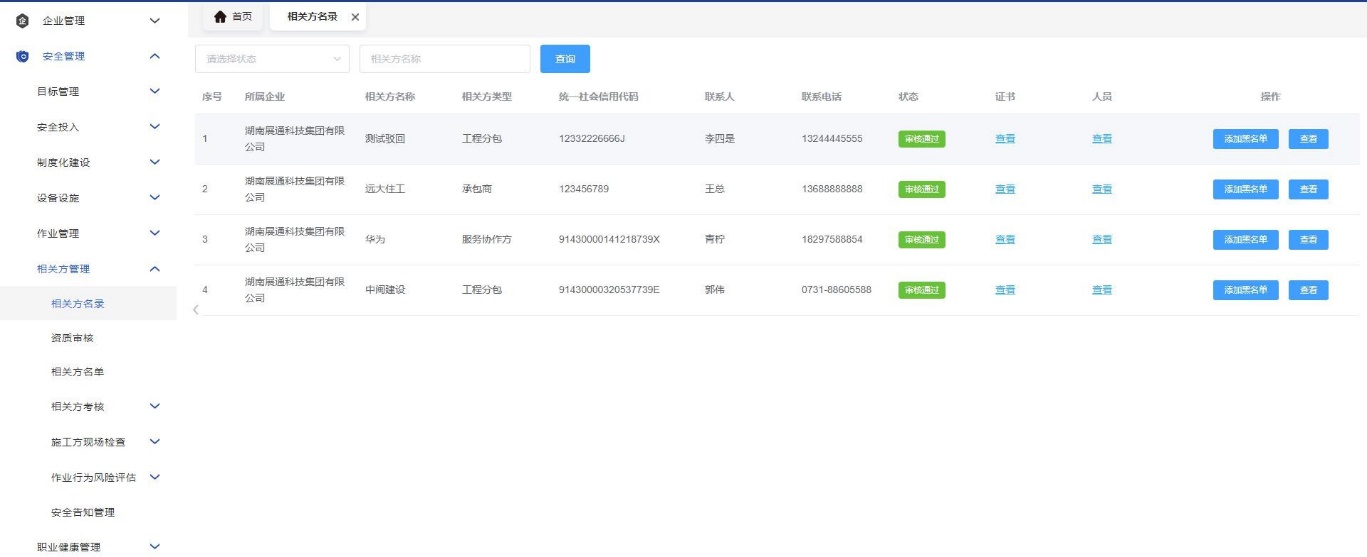 企业管理
安全管理
目标管理
安全投入
制度化建设
设备设施
作业管理
相关方管理
相关方名录
资质审核
相关方名单
相关方考核
施工方现场检查
作业行为风险评估
安全告知管理
职业健康管理
首页 相关方名录
请选择状态 相关方名称 查询
序号 所属企业 相关方名称 相关方类型 统一社会信用代码 联系人 联系电话 状态 证书 人员 操作
1 湖南展通科技集团有限公司 测试驳回 工程分包 12332226666J 李四是 13244445555 审核通过 查看 查看 添加黑名单 查看
2 湖南展通科技集团有限公司 远大住工 承包商 123456789 王总 13688888888 审核通过 查看 查看 添加黑名单 查看
3 湖南展通科技集团有限公司 华为 服务协作方 91430000141218739X 青柠 18297588854 审核通过 查看 查看 添加黑名单 查看
4 湖南展通科技集团有限公司 中阀建设 工程分包 91430000320537739E 郭伟 0731-88605588 审核通过 查看 查看 添加黑名单 查看